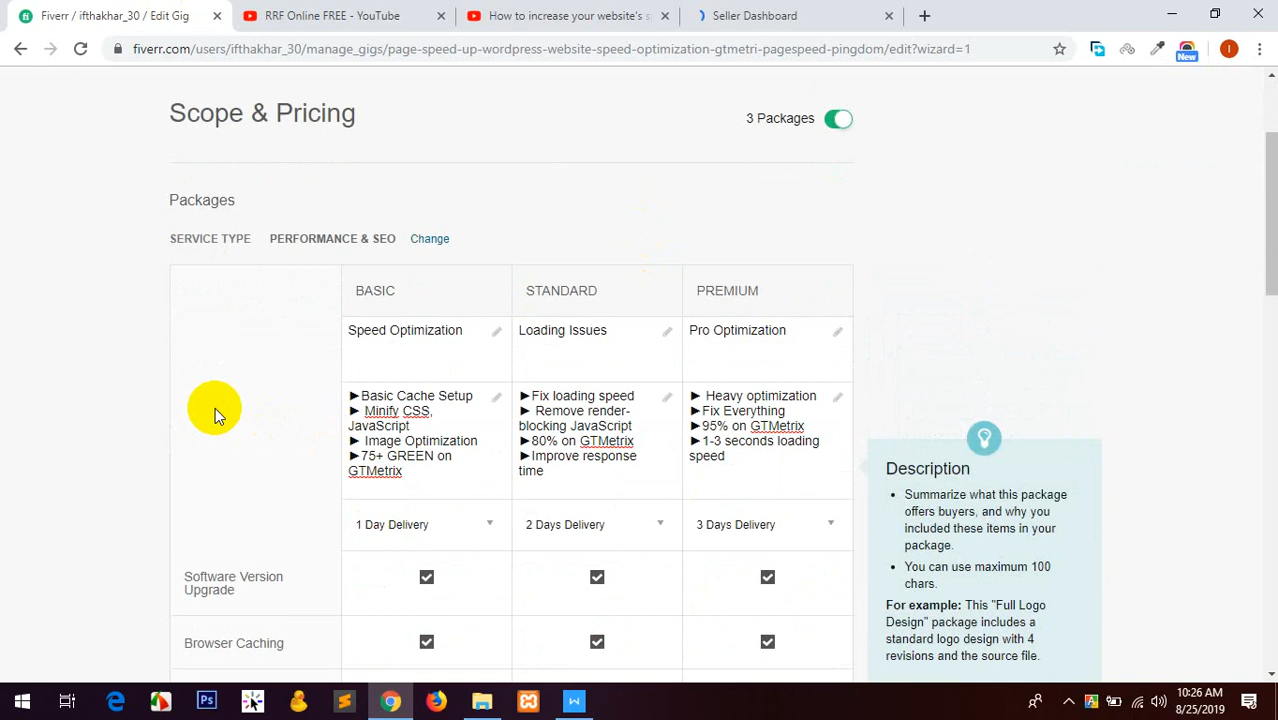 Fiverr / ifthakhar_30 / Edit Gig
RRF Online FREE - YouTube
How to increase your website's s
Seller Dashboard
fiverr.com/users/ifthakhar_30/manage_gigs/page-speed-up-wordpress-website-speed-optimization-gtmetri-pagespeed-pingdom/edit?wizard=1
New
I
Scope & Pricing
3 Packages
Packages
SERVICE TYPE PERFORMANCE & SEO Change
BASIC STANDARD PREMIUM
Speed Optimization Loading Issues Pro Optimization
►Basic Cache Setup
► Minify CSS,
JavaScript
► Image Optimization
►75+ GREEN on
GTMetrix
►Fix loading speed
► Remove render-
blocking JavaScript
►80% on GTMetrix
►Improve response
time
► Heavy optimization
►Fix Everything
►95% on GTMetrix
►1-3 seconds loading
speed
1 Day Delivery 2 Days Delivery 3 Days Delivery
Software Version
Upgrade
Browser Caching
Description
• Summarize what this package
offers buyers, and why you
included these items in your
package.
• You can use maximum 100
chars.
For example: This "Full Logo
Design" package includes a
standard logo design with 4
revisions and the source file.
10:26 AM
8/25/2019